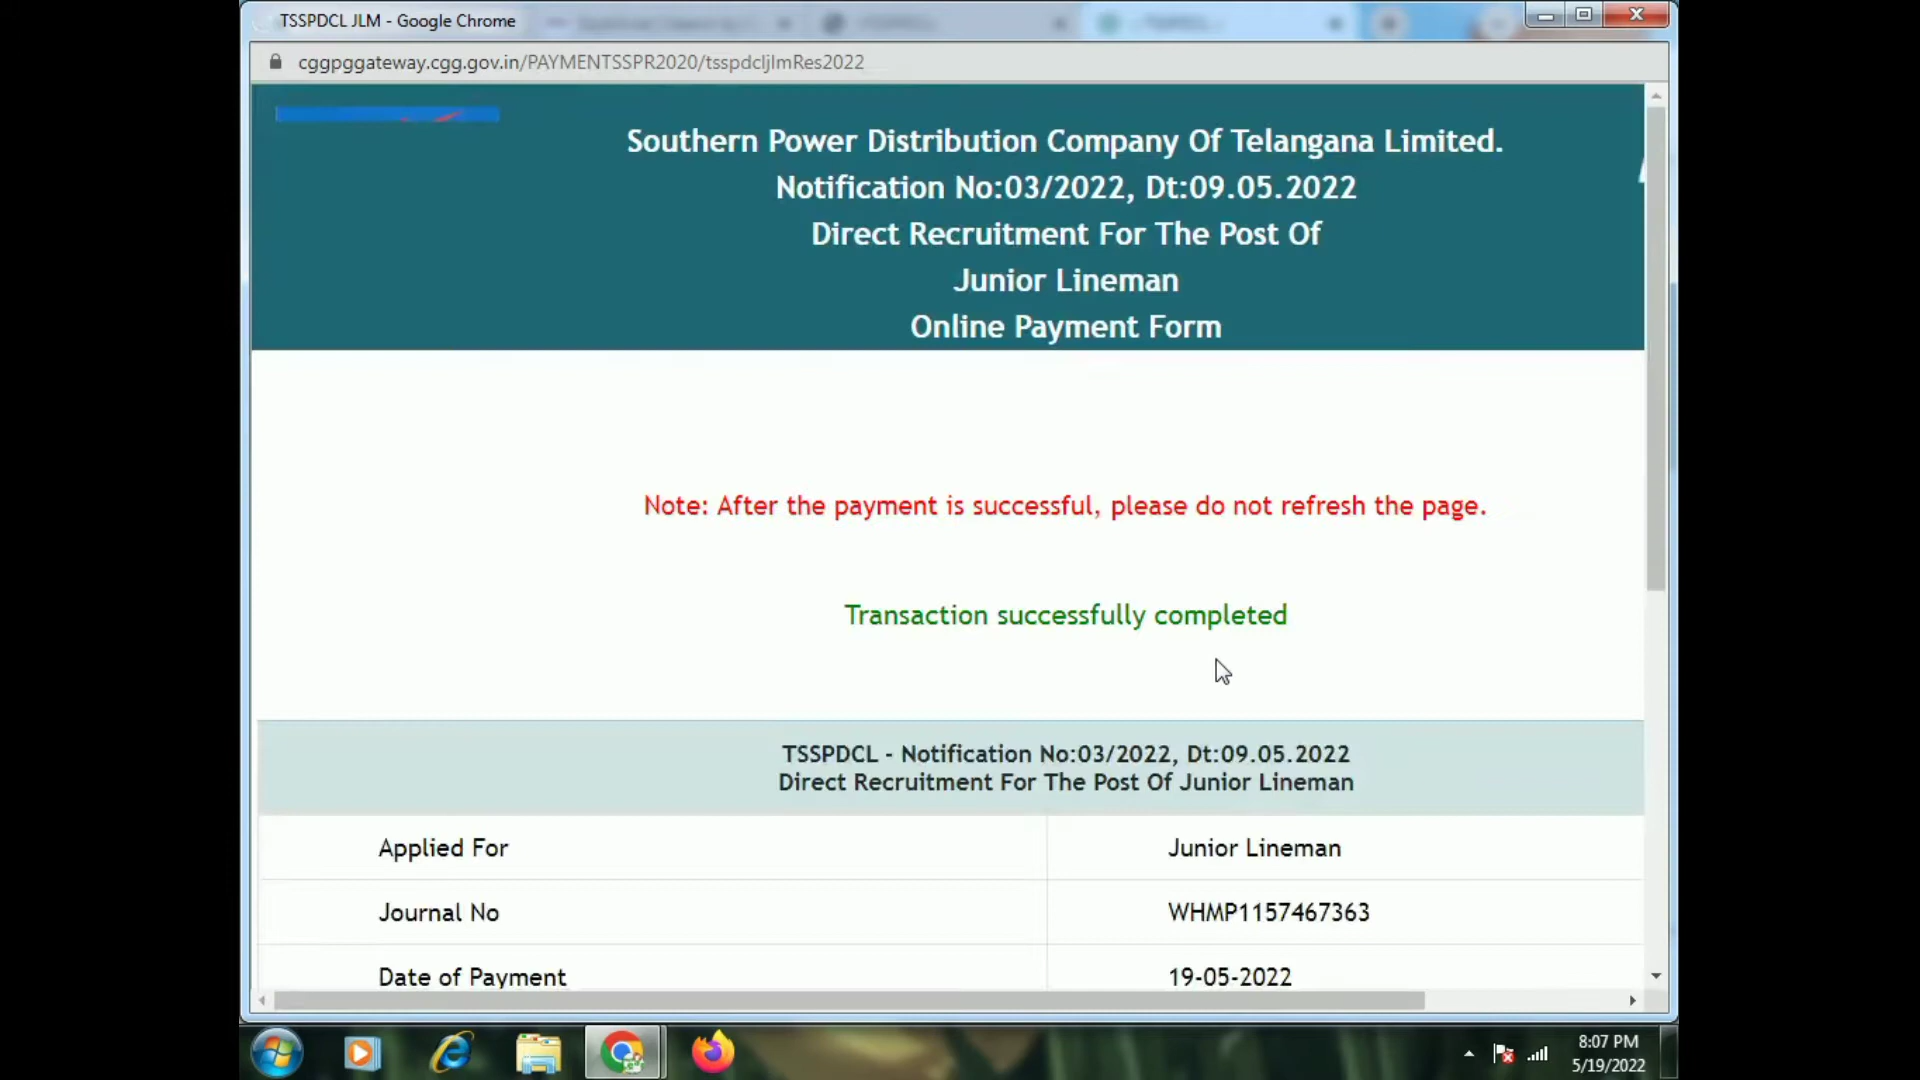 TSSPDCL JLM - Google Chrome
cggpggateway.cgg.gov.in/PAYMENTSSPR2020/tsspdcljlmRes2022
Southern Power Distribution Company Of Telangana Limited.
Notification No:03/2022, Dt:09.05.2022
Direct Recruitment For The Post Of
Junior Lineman
Online Payment Form
Note: After the payment is successful, please do not refresh the page.
Transaction successfully completed
TSSPDCL - Notification No:03/2022, Dt:09.05.2022
Direct Recruitment For The Post Of Junior Lineman
Applied For Junior Lineman
Journal No WHMP1157467363
Date of Payment 19-05-2022
8:07 PM
5/19/2022